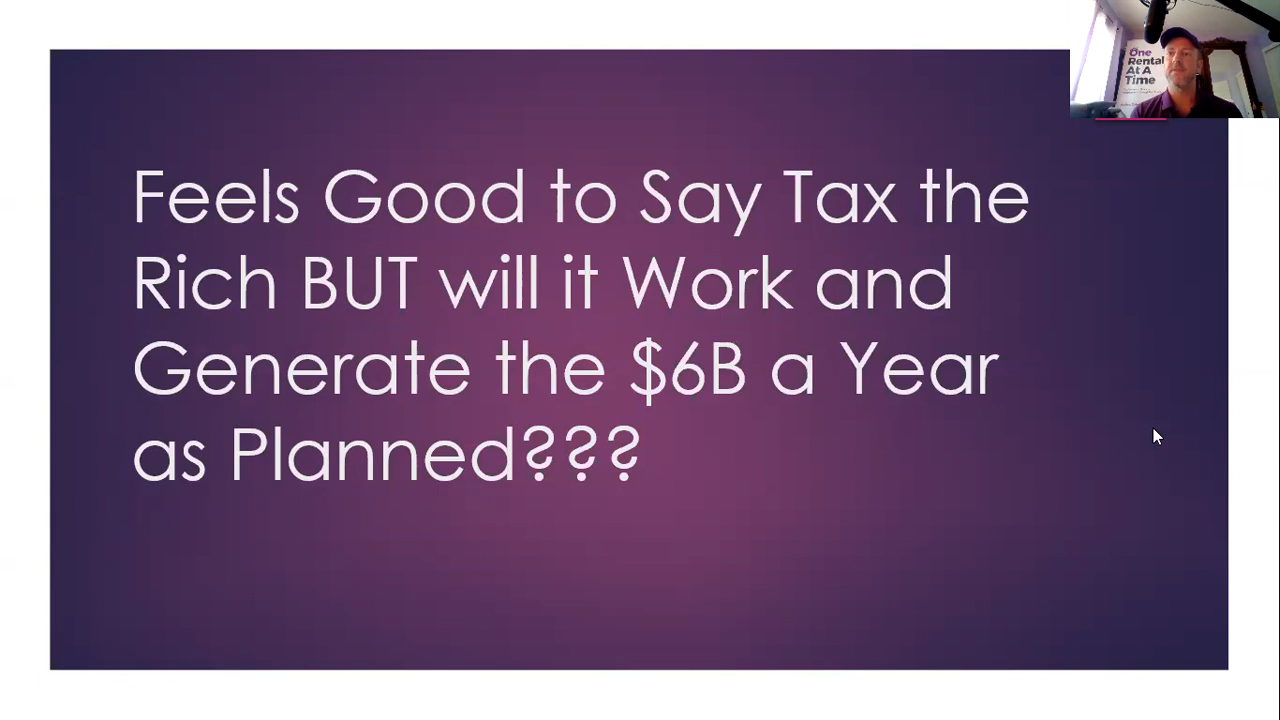 Feels Good to Say Tax the
Rich BUT will it Work and
Generate the $6B a Year
as Planned???
One
Rental
At A
Time